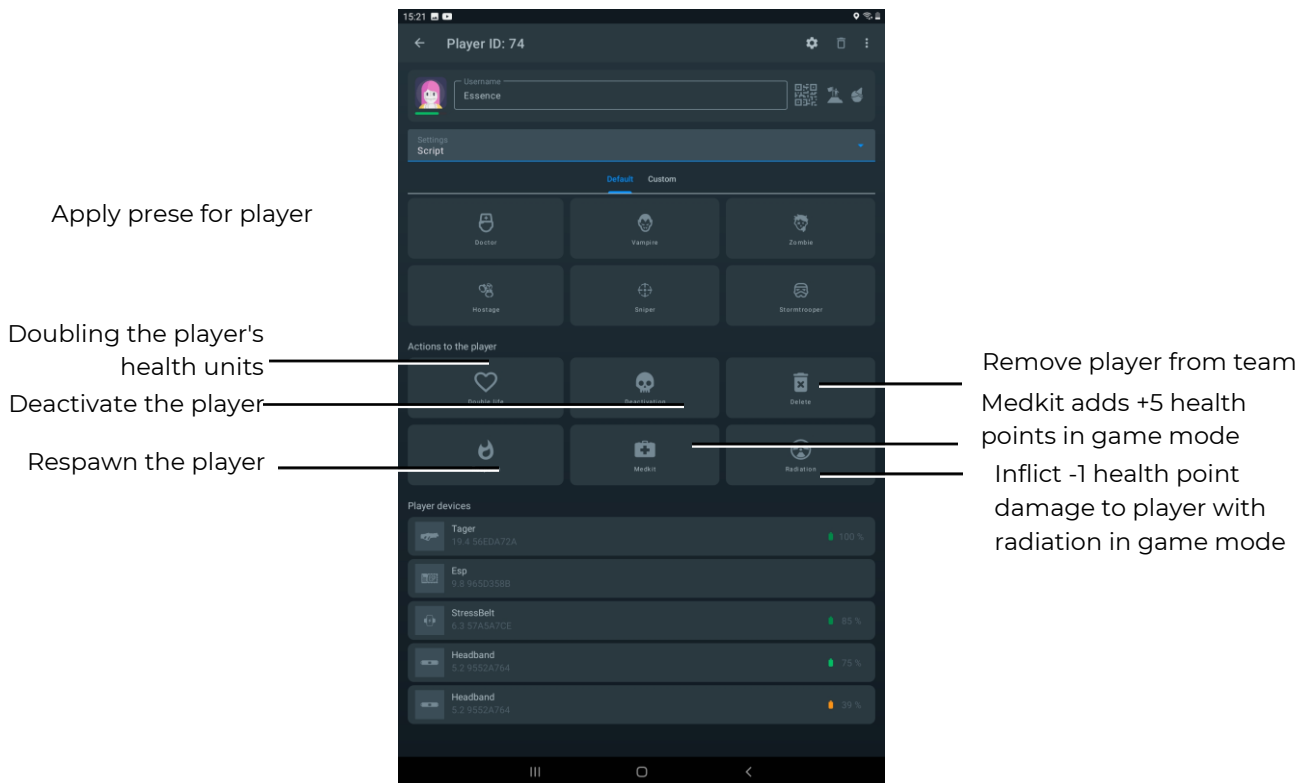 15:21
Player ID: 74
Username
Essence
Settings
Script
Default Custom
Apply prese for player
Doctor
Vampire
Zombie
Hostage
Sniper
Stormtrooper
Actions to the player
Doubling the player's
health units
Deactivate the player
Respawn the player
Double life
Deactivation
Delete
Medkit
Radiation
Remove player from team
Medkit adds +5 health
points in game mode
Inflict -1 health point
damage to player with
radiation in game mode
Player devices
Tager
19.4 56EDA72A
100 %
Esp
9.8 965D358B
StressBelt
6.3 57A5A7CE
85 %
Headband
5.2 9552A764
75 %
Headband
5.2 9552A764
39 %